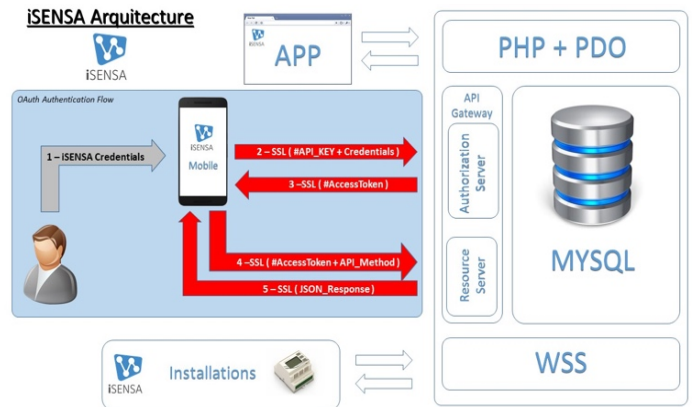 iSENSA Arquitecture
iSENSA
iSENSA
APP
PHP + PDO
OAuth Authentication Flow
1 – iSENSA Credentials
iSENSA
Mobile
2 – SSL ( #API_KEY + Credentials )
3 –SSL ( #AccessToken )
4 –SSL ( #AccessToken + API_Method )
5 – SSL ( JSON_Response )
API
Gateway
Authorization
Server
Resource
Server
MYSQL
iSENSA
Installations
WSS